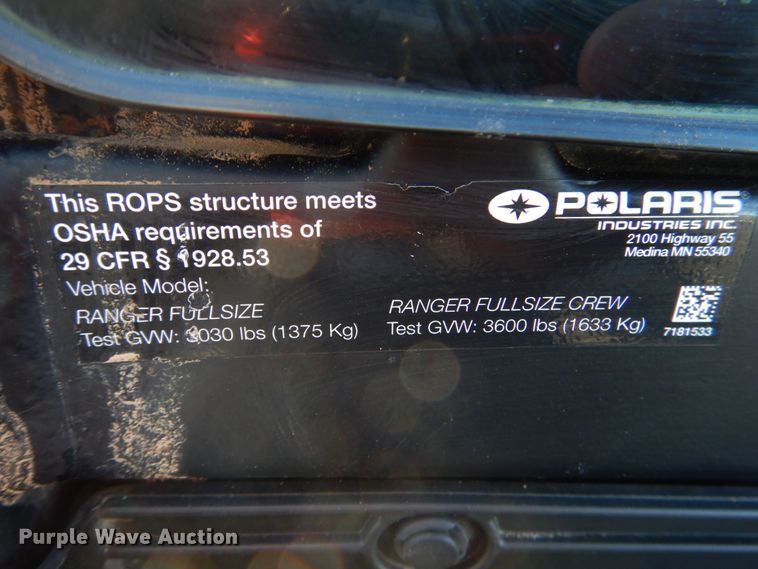 This ROPS structure meets
OSHA requirements of
29 CFR § 1928.53
Vehicle Model:
RANGER FULLSIZE
Test GVW: 3030 lbs (1375 Kg)
RANGER FULLSIZE CREW
Test GVW: 3600 lbs (1633 Kg)
POLARIS
INDUSTRIES INC.
2100 Highway 55
Medina MN 55340
7181533
Purple Wave Auction